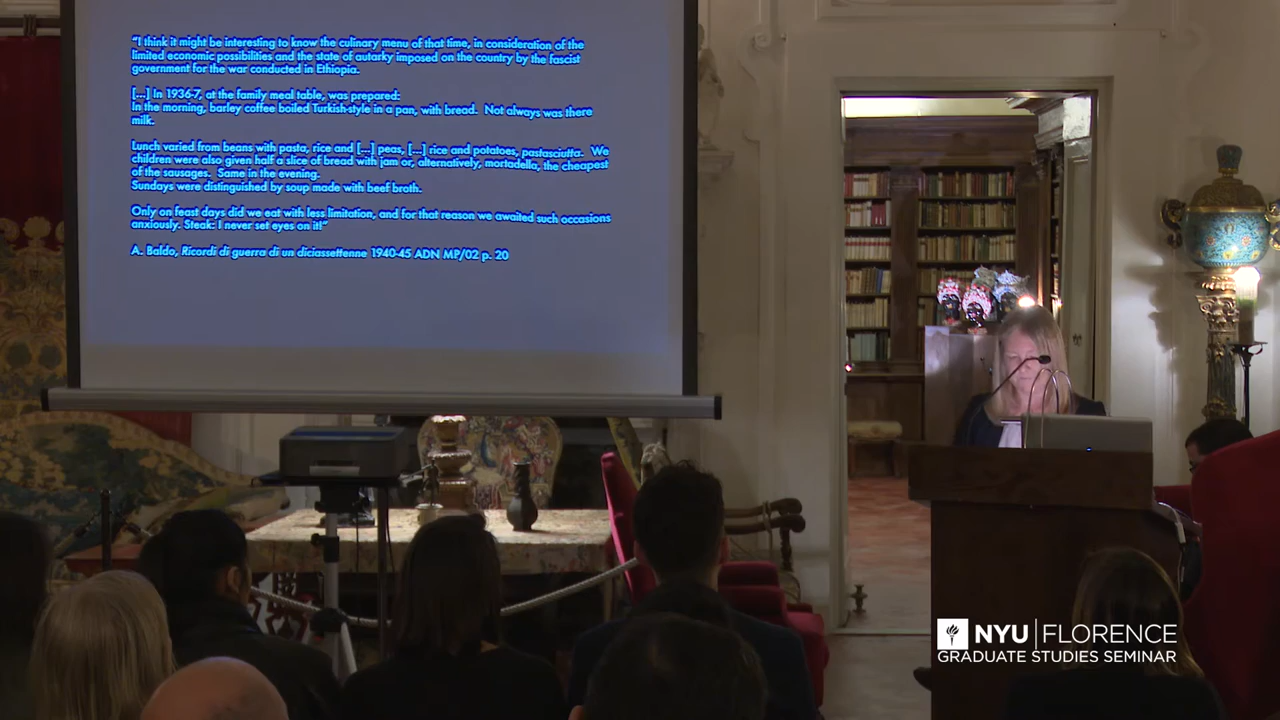 "I think it might be interesting to know the culinary menu of that time, in consideration of the
limited economic possibilities and the state of autarky imposed on the country by the fascist
government for the war conducted in Ethiopia.
[...] In 1936-7, at the family meal table, was prepared:
In the morning, barley coffee boiled Turkish-style in a pan, with bread. Not always was there
milk.
Lunch varied from beans with pasta, rice and [...] peas, [...] rice and potatoes, pastasciutta. We
children were also given half a slice of bread with jam or, alternatively, mortadella, the cheapest
of the sausages. Same in the evening.
Sundays were distinguished by soup made with beef broth.
Only on feast days did we eat with less limitation, and for that reason we awaited such occasions
anxiously. Steak: I never set eyes on it!"
A. Baldo, Ricordi di guerra di un diciassettenne 1940-45 ADN MP/02 p. 20
NYU FLORENCE
GRADUATE STUDIES SEMINAR